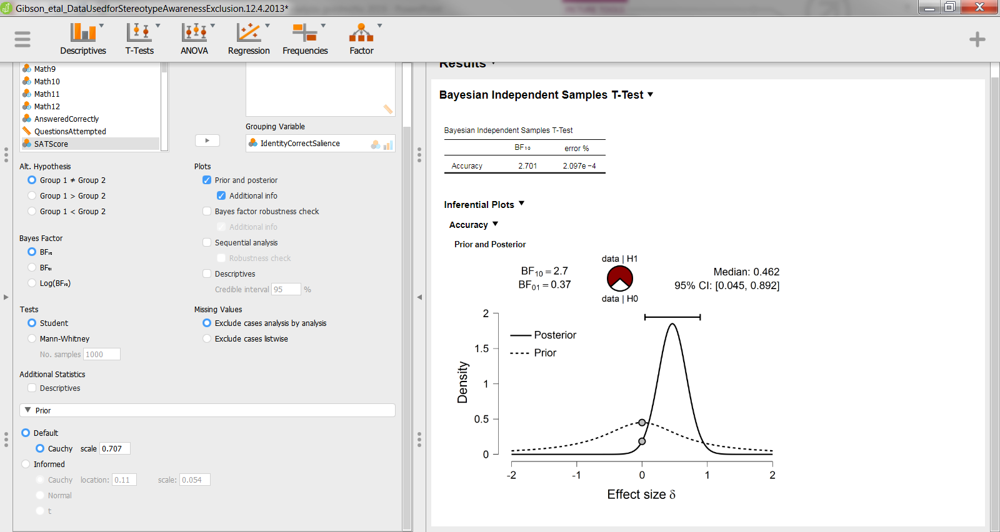 Gibson_etal_DataUsedforStereotypeAwarenessExclusion.12.4.2013*
Descriptives
T-Tests
ANOVA
Regression
Frequencies
Factor
Math9
Math10
Math11
Math12
AnsweredCorrectly
QuestionsAttempted
SATScore
Grouping Variable
IdentityCorrectSalience
Alt. Hypothesis
Group 1 ≠ Group 2
Group 1 > Group 2
Group 1 < Group 2
Bayes Factor
BF₁₀
BF₀₁
Log(BF₁₀)
Tests
Student
Mann-Whitney
No. samples 1000
Additional Statistics
Descriptives
Plots
Prior and posterior
Additional info
Bayes factor robustness check
Additional info
Sequential analysis
Robustness check
Descriptives
Credible interval 95 %
Missing Values
Exclude cases analysis by analysis
Exclude cases listwise
Prior
Default
Cauchy scale 0.707
Informed
Cauchy location: 0.11 scale: 0.054
Normal
t
Results
Bayesian Independent Samples T-Test
Bayesian Independent Samples T-Test
BF₁₀ error %
Accuracy 2.701 2.097e −4
Inferential Plots
Accuracy
Prior and Posterior
data | H1
BF₁₀ = 2.7
BF₀₁ = 0.37
data | H0
Median: 0.462
95% CI: [0.045, 0.892]
Posterior
Prior
2
1.5
1
0.5
0
Density
-2 -1 0 1 2
Effect size δ